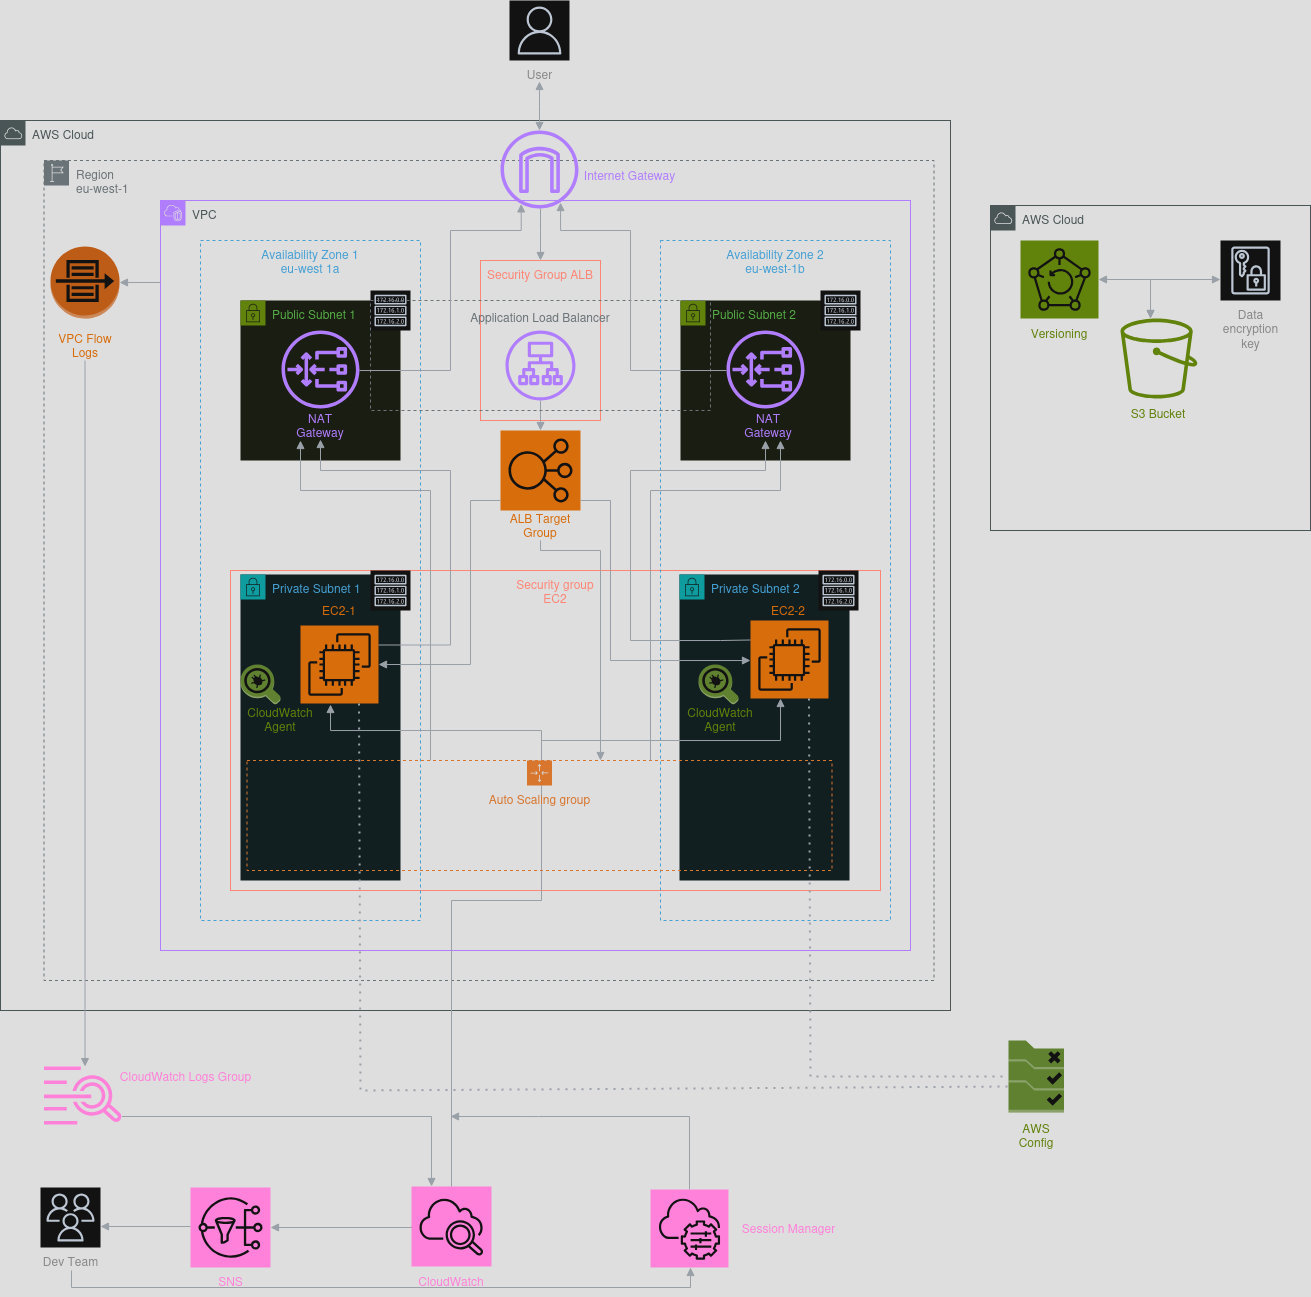 User
AWS Cloud
Region
eu-west-1
Internet Gateway
VPC
AWS Cloud
Availability Zone 1
eu-west 1a
Availability Zone 2
eu-west-1b
Security Group ALB
172.16.0.0
172.16.1.0
172.16.2.0
172.16.0.0
172.16.1.0
172.16.2.0
Public Subnet 1
Application Load Balancer
Public Subnet 2
VPC Flow
Logs
Versioning
Data
encryption
key
S3 Bucket
NAT
Gateway
NAT
Gateway
ALB Target
Group
172.16.0.0
172.16.1.0
172.16.2.0
172.16.0.0
172.16.1.0
172.16.2.0
Private Subnet 1
Security group
EC2
Private Subnet 2
EC2-1
EC2-2
CloudWatch
Agent
CloudWatch
Agent
Auto Scaling group
CloudWatch Logs Group
AWS
Config
Session Manager
Dev Team
SNS
CloudWatch